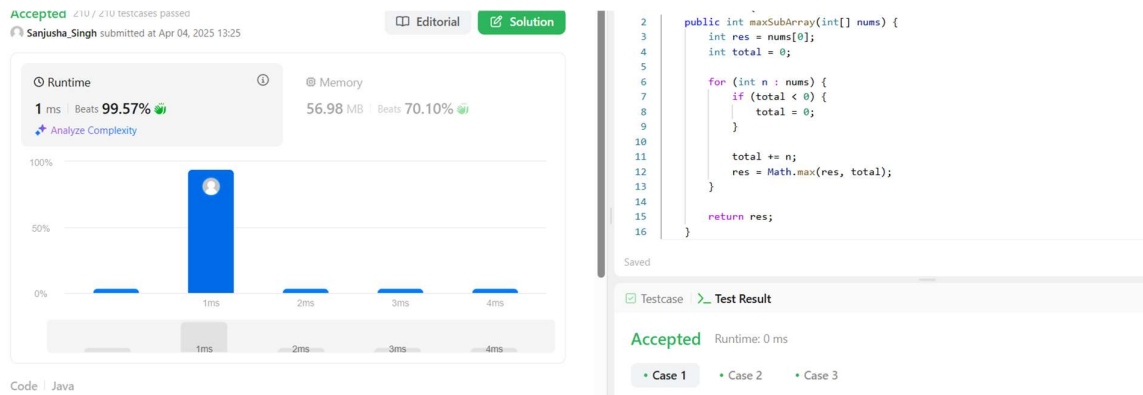 Accepted 210 / 210 testcases passed
Editorial
Solution
Sanjusha_Singh submitted at Apr 04, 2025 13:25
Runtime
1 ms | Beats 99.57%
Analyze Complexity
Memory
56.98 MB | Beats 70.10%
100%
50%
0%
1ms 2ms 3ms 4ms
1ms 2ms 3ms 4ms
Code | Java
2 public int maxSubArray(int[] nums) {
3 int res = nums[0];
4 int total = 0;
5
6 for (int n : nums) {
7 if (total < 0) {
8 total = 0;
9 }
10
11 total += n;
12 res = Math.max(res, total);
13 }
14
15 return res;
16 }
Saved
Testcase | >_ Test Result
Accepted Runtime: 0 ms
• Case 1 • Case 2 • Case 3